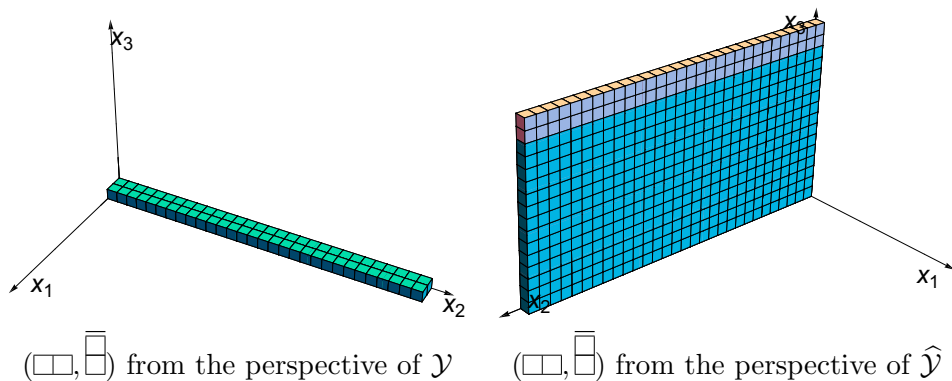 x3
x3
x1
x2
x2
x1
(□□, □̿□) from the perspective of 𝒴
(□□, □̿□) from the perspective of 𝒴̂